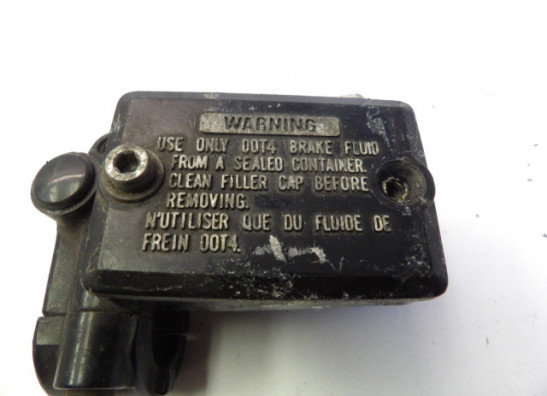 WARNING
USE ONLY DOT4 BRAKE FLUID
FROM A SEALED CONTAINER.
CLEAN FILLER CAP BEFORE
REMOVING.
N'UTILISER QUE DU FLUIDE DE
FREIN DOT4.